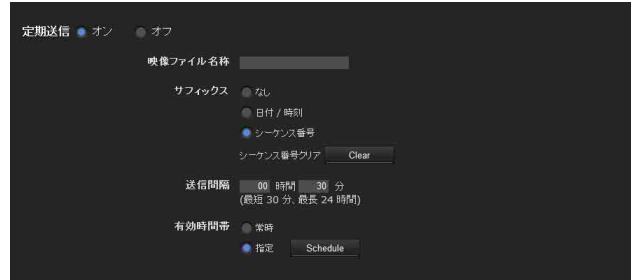 定期送信 オン オフ
映像ファイル名称
サフィックス なし
日付 / 時刻
シーケンス番号
シーケンス番号クリア Clear
送信間隔 00 時間 30 分
(最短 30 分、最長 24 時間)
有効時間帯 常時
指定 Schedule